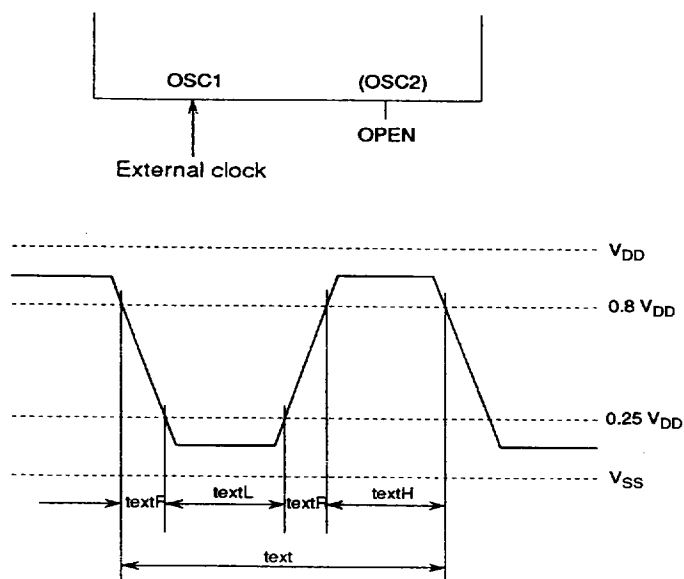 OSC1 (OSC2)
OPEN
External clock
VDD
0.8 VDD
0.25 VDD
VSS
textF textL textR textH
text